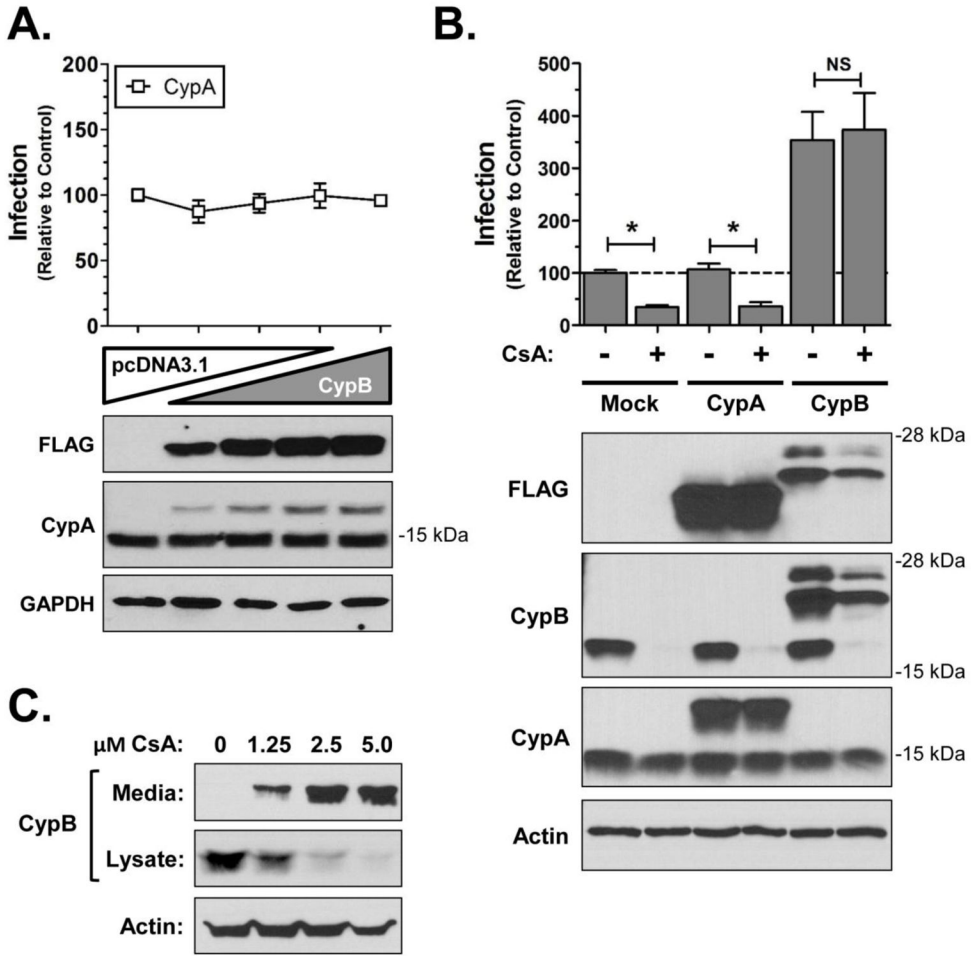 A.
200
150
100
50
0
Infection
(Relative to Control)
CypA
pcDNA3.1
CypB
FLAG
CypA
-15 kDa
GAPDH
B.
500
400
300
200
100
0
Infection
(Relative to Control)
* * NS
CsA: - + - + - +
Mock CypA CypB
FLAG
-28 kDa
CypB
-28 kDa
-15 kDa
CypA
-15 kDa
Actin
C.
μM CsA: 0 1.25 2.5 5.0
CypB
Media:
Lysate:
Actin: